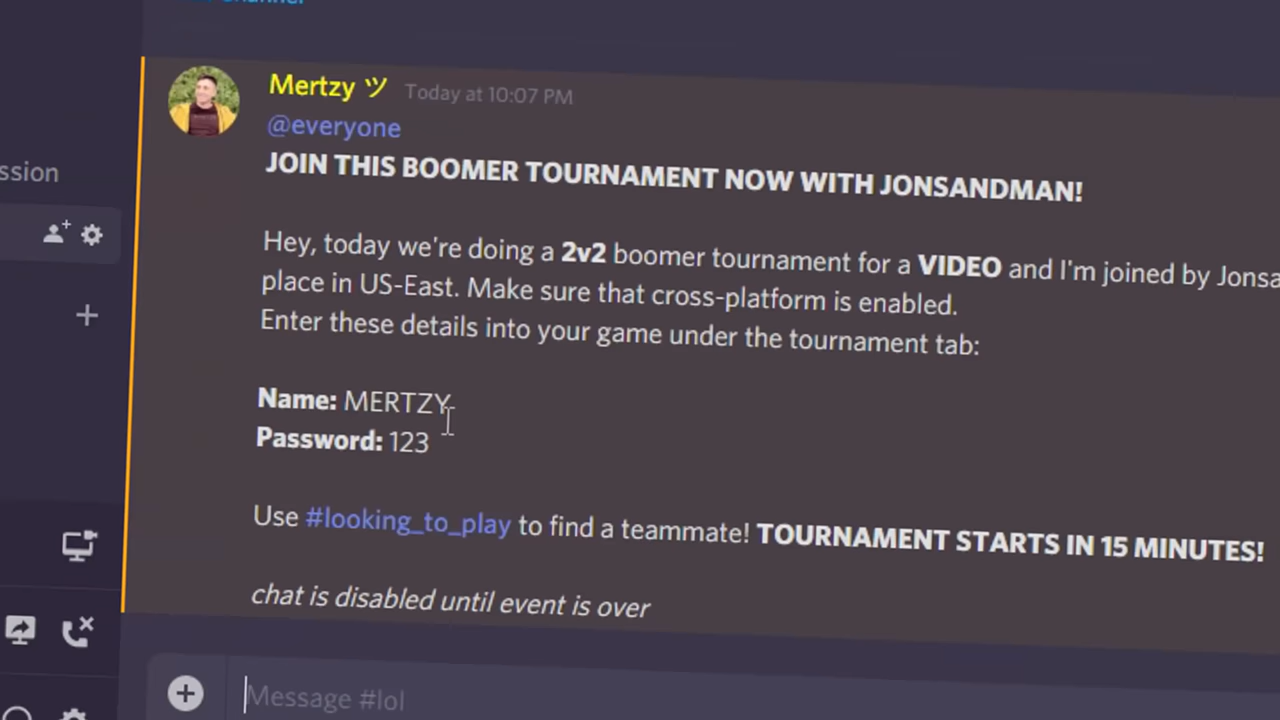 Mertzy ツ Today at 10:07 PM
@everyone
JOIN THIS BOOMER TOURNAMENT NOW WITH JONSANDMAN!
ssion
Hey, today we're doing a 2v2 boomer tournament for a VIDEO and I'm joined by Jonsa
place in US-East. Make sure that cross-platform is enabled.
Enter these details into your game under the tournament tab:
Name: MERTZY
Password: 123
Use #looking_to_play to find a teammate! TOURNAMENT STARTS IN 15 MINUTES!
chat is disabled until event is over
Message #lol